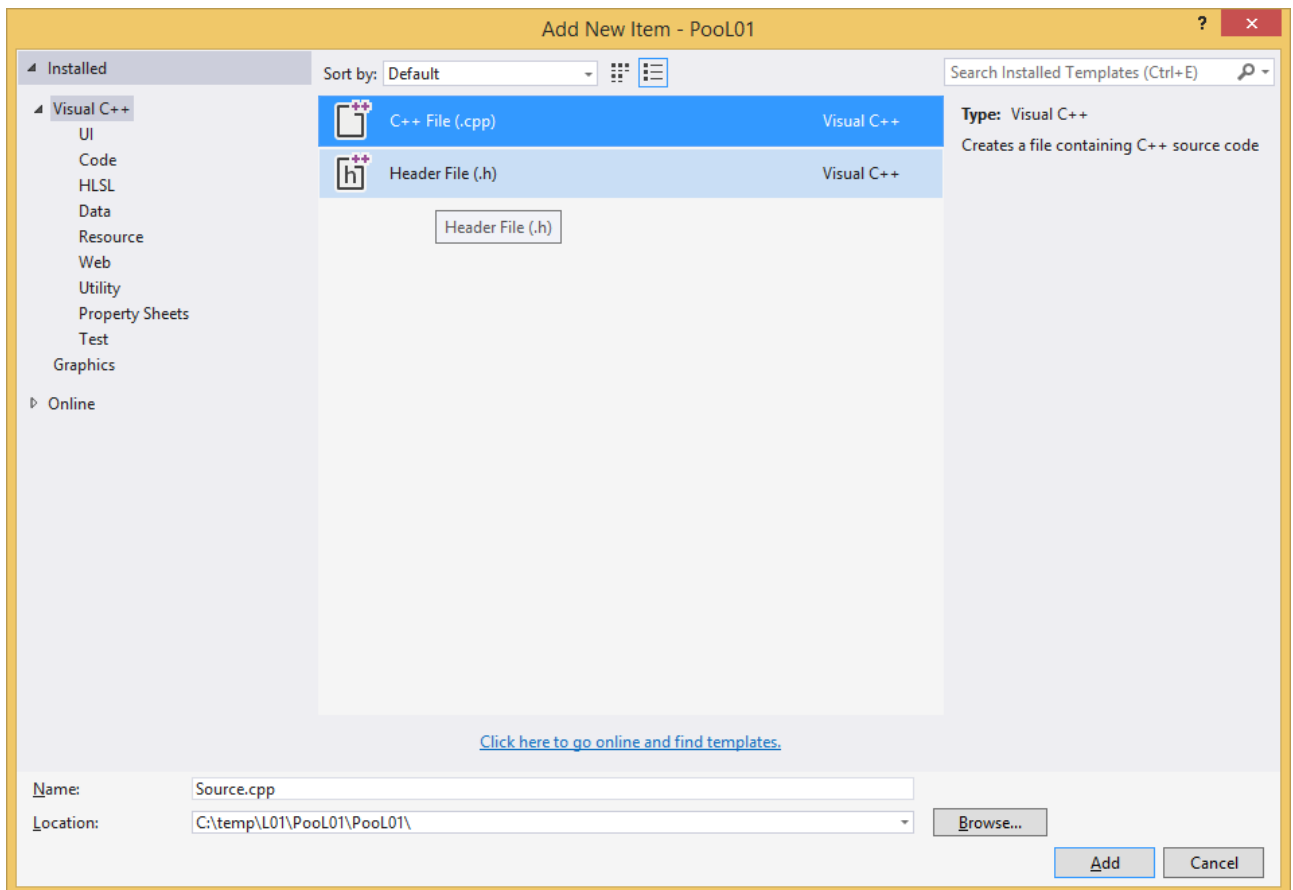 Add New Item - PooL01
?
Installed
Sort by: Default
Search Installed Templates (Ctrl+E)
Visual C++
UI
Code
HLSL
Data
Resource
Web
Utility
Property Sheets
Test
Graphics
Online
C++ File (.cpp) Visual C++
Header File (.h) Visual C++
Header File (.h)
Type: Visual C++
Creates a file containing C++ source code
Click here to go online and find templates.
Name: Source.cpp
Location: C:\temp\L01\PooL01\PooL01\
Browse...
Add Cancel